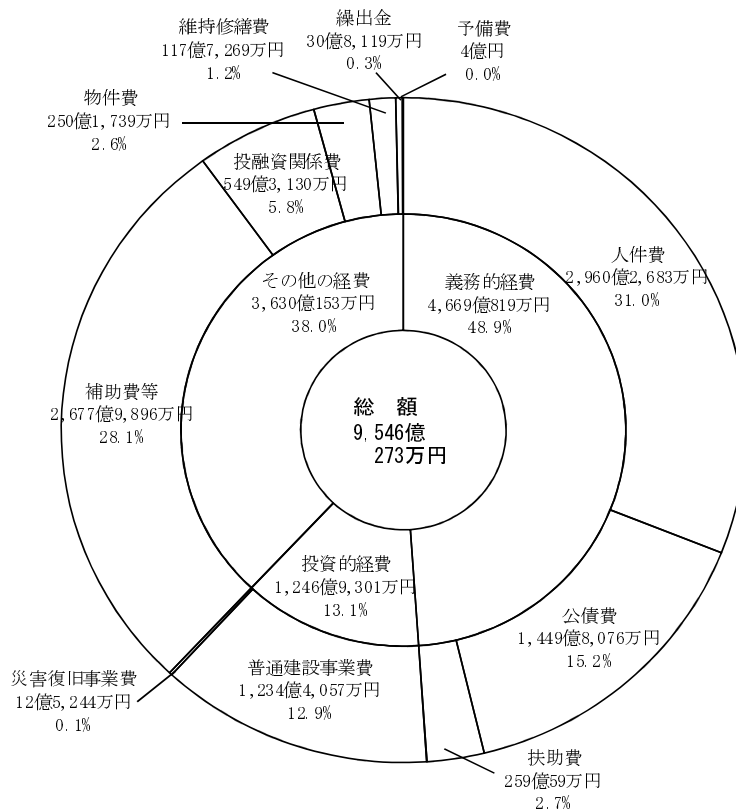 維持修繕費
117億7,269万円
1.2%
繰出金
30億8,119万円
0.3%
予備費
4億円
0.0%
物件費
250億1,739万円
2.6%
投融資関係費
549億3,130万円
5.8%
人件費
2,960億2,683万円
31.0%
その他の経費
3,630億153万円
38.0%
義務的経費
4,669億819万円
48.9%
補助費等
2,677億9,896万円
28.1%
総 額
9,546億
273万円
投資的経費
1,246億9,301万円
13.1%
公債費
1,449億8,076万円
15.2%
普通建設事業費
1,234億4,057万円
12.9%
災害復旧事業費
12億5,244万円
0.1%
扶助費
259億59万円
2.7%